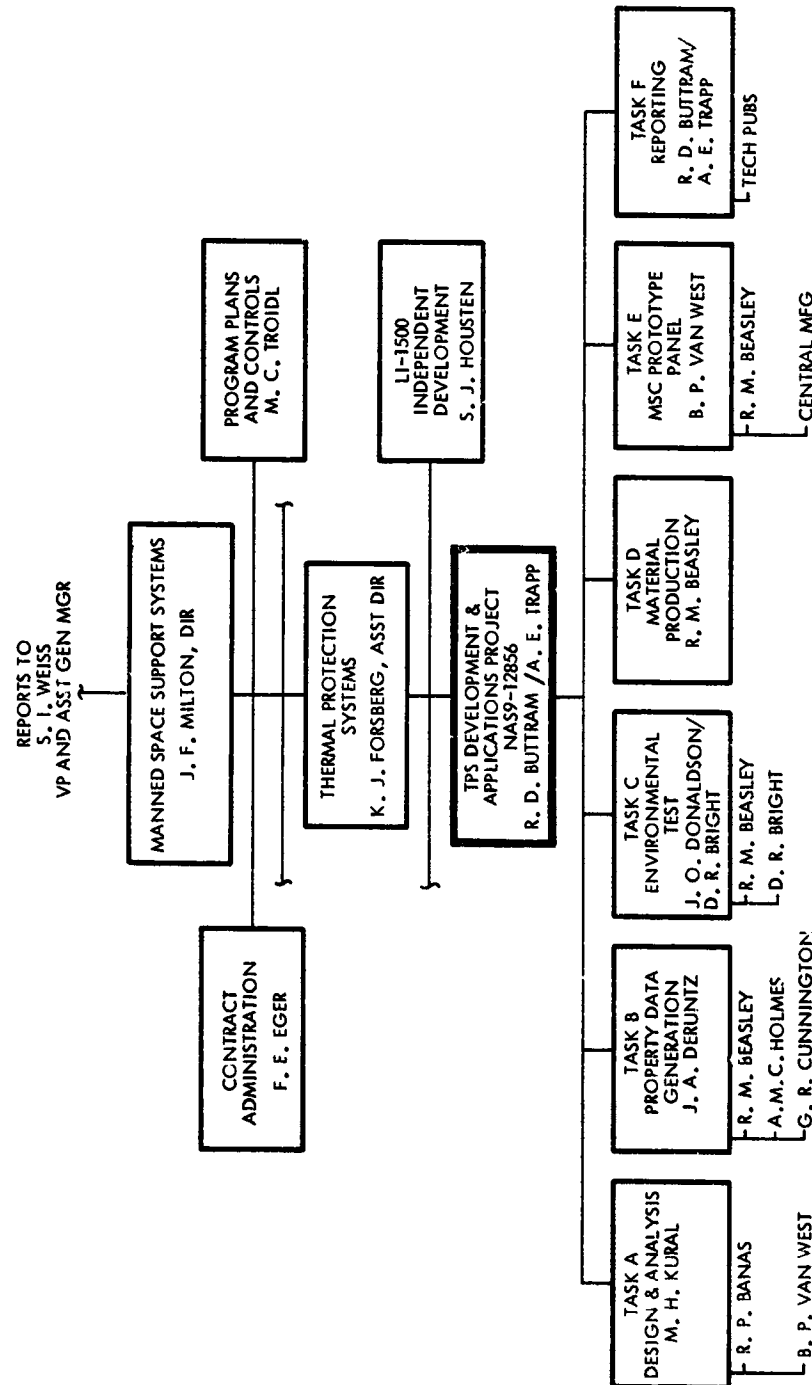 REPORTS TO
S. I. WEISS
VP AND ASST GEN MGR
MANNED SPACE SUPPORT SYSTEMS
J. F. MILTON, DIR
CONTRACT
ADMINISTRATION
F. E. EGER
PROGRAM PLANS
AND CONTROLS
M. C. TROIDL
THERMAL PROTECTION
SYSTEMS
K. J. FORSBERG, ASST DIR
LI-1500
INDEPENDENT
DEVELOPMENT
S. J. HOUSTEN
TPS DEVELOPMENT &
APPLICATIONS PROJECT
NAS9-12856
R. D. BUTTRAM /A. E. TRAPP
TASK A
DESIGN & ANALYSIS
M. H. KURAL
R. P. BANAS
B. P. VAN WEST
TASK B
PROPERTY DATA
GENERATION
J. A. DERUNTZ
R. M. BEASLEY
A.M.C. HOLMES
G. R. CUNNINGTON
TASK C
ENVIRONMENTAL
TEST
J. O. DONALDSON/
D. R. BRIGHT
R. M. BEASLEY
D. R. BRIGHT
TASK D
MATERIAL
PRODUCTION
R. M. BEASLEY
TASK E
MSC PROTOTYPE
PANEL
B. P. VAN WEST
R. M. BEASLEY
CENTRAL MFG
TASK F
REPORTING
R. D. BUTTRAM/
A. E. TRAPP
TECH PUBS